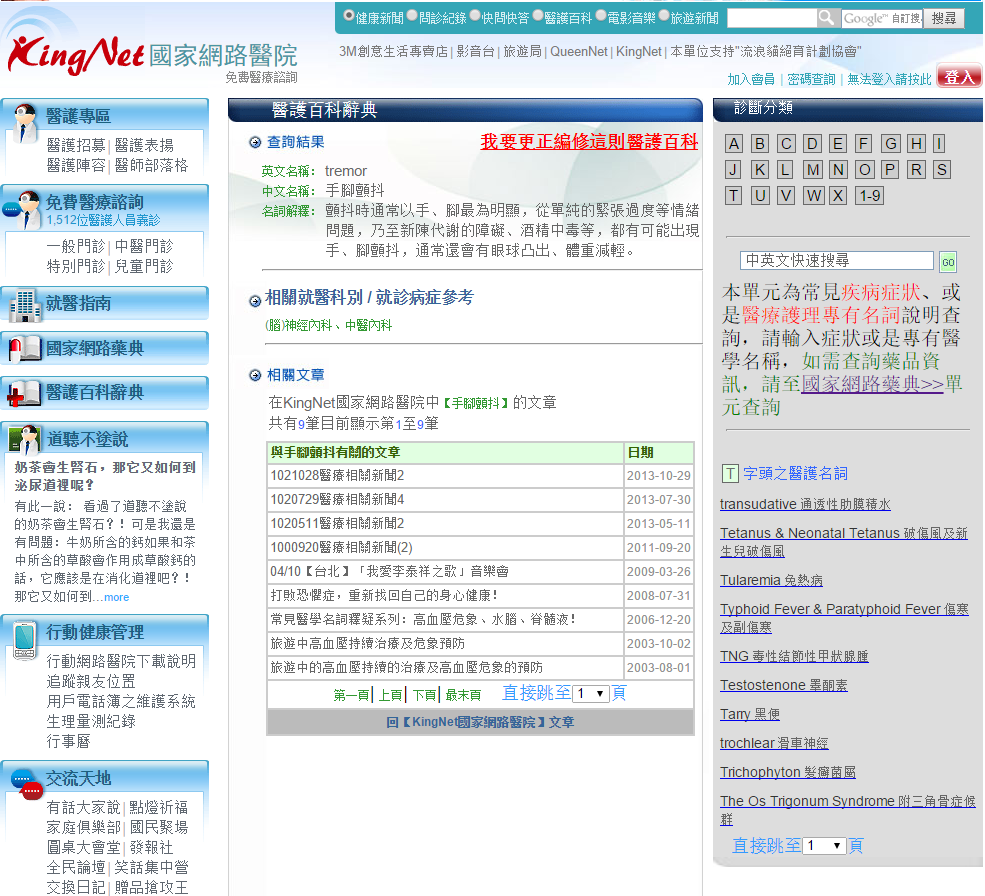 健康新聞 問診紀錄 快問快答 醫護百科 電影音樂 旅遊新聞 Google™ 自訂搜 搜尋
KingNet 國家網路醫院
免費醫療諮詢
3M創意生活專賣店 | 影音台 | 旅遊局 | QueenNet | KingNet | 本單位支持"流浪貓絕育計劃協會"
加入會員 | 密碼查詢 | 無法登入請按此 登入
醫護專區
醫護招募 | 醫護表揚
醫護陣容 | 醫師部落格
免費醫療諮詢
1,512位醫護人員義診
一般門診 | 中醫門診
特別門診 | 兒童門診
就醫指南
國家網路藥典
醫護百科辭典
道聽不塗說
奶茶會生腎石，那它又如何到
泌尿道裡呢?
有此一說： 看過了道聽不塗說
的奶茶會生腎石?！可是我還是
有問題：牛奶所含的鈣如果和茶
中所含的草酸會作用成草酸鈣的
話，它應該是在消化道裡吧?！
那它又如何到...more
行動健康管理
行動網路醫院下載說明
追蹤親友位置
用戶電話簿之維護系統
生理量測紀錄
行事曆
交流天地
有話大家說 | 點燈祈福
家庭俱樂部 | 國民聚場
圓桌大會堂 | 發報社
全民論壇 | 笑話集中營
交換日記 | 贈品搶攻王
醫護百科辭典
查詢結果 我要更正編修這則醫護百科
英文名稱： tremor
中文名稱： 手腳顫抖
名詞解釋： 顫抖時通常以手、腳最為明顯，從單純的緊張過度等情緒
問題，乃至新陳代謝的障礙、酒精中毒等，都有可能出現
手、腳顫抖，通常還會有眼球凸出、體重減輕。
相關就醫科別 / 就診病症參考
(腦)神經內科、中醫內科
相關文章
在KingNet國家網路醫院中【手腳顫抖】的文章
共有9筆目前顯示第1至9筆
與手腳顫抖有關的文章 日期
1021028醫療相關新聞2 2013-10-29
1020729醫療相關新聞4 2013-07-30
1020511醫療相關新聞2 2013-05-11
1000920醫療相關新聞(2) 2011-09-20
04/10【台北】「我愛李泰祥之歌」音樂會 2009-03-26
打敗恐懼症，重新找回自己的身心健康! 2008-07-31
常見醫學名詞釋疑系列：高血壓危象、水腦、脊髓液! 2006-12-20
旅遊中高血壓持續治療及危象預防 2003-10-02
旅遊中的高血壓持續的治療及高血壓危象的預防 2003-08-01
第一頁 | 上頁 | 下頁 | 最末頁 直接跳至 1 頁
回【KingNet國家網路醫院】文章
診斷分類
A B C D E F G H I
J K L M N O P R S
T U V W X 1-9
中英文快速搜尋 GO
本單元為常見疾病症狀、或
是醫療護理專有名詞說明查
詢，請輸入症狀或是專有醫
學名稱，如需查詢藥品資
訊，請至國家網路藥典>>單
元查詢
T 字頭之醫護名詞
transudative 通透性肋膜積水
Tetanus & Neonatal Tetanus 破傷風及新
生兒破傷風
Tularemia 兔熱病
Typhoid Fever & Paratyphoid Fever 傷寒
及副傷寒
TNG 毒性結節性甲狀腺腫
Testostenone 睪酮素
Tarry 黑便
trochlear 滑車神經
Trichophyton 髮癬菌屬
The Os Trigonum Syndrome 附三角骨症候
群
直接跳至 1 頁